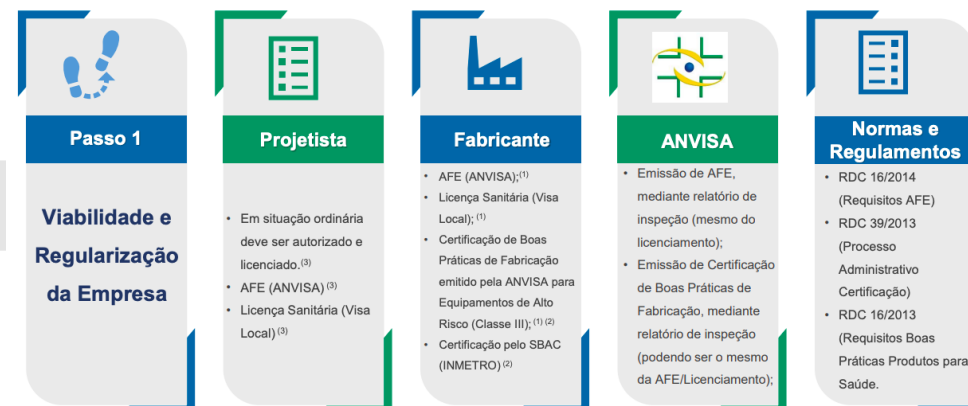 Passo 1
Viabilidade e
Regularização
da Empresa
Projetista
• Em situação ordinária
deve ser autorizado e
licenciado.(3)
• AFE (ANVISA) (3)
• Licença Sanitária (Visa
Local) (3)
Fabricante
• AFE (ANVISA);(1)
• Licença Sanitária (Visa
Local); (1)
• Certificação de Boas
Práticas de Fabricação
emitido pela ANVISA para
Equipamentos de Alto
Risco (Classe III); (1) (2)
• Certificação pelo SBAC
(INMETRO) (2)
ANVISA
• Emissão de AFE,
mediante relatório de
inspeção (mesmo do
licenciamento);
• Emissão de Certificação
de Boas Práticas de
Fabricação, mediante
relatório de inspeção
(podendo ser o mesmo
da AFE/Licenciamento);
Normas e
Regulamentos
• RDC 16/2014
(Requisitos AFE)
• RDC 39/2013
(Processo
Administrativo
Certificação)
• RDC 16/2013
(Requisitos Boas
Práticas Produtos para
Saúde.